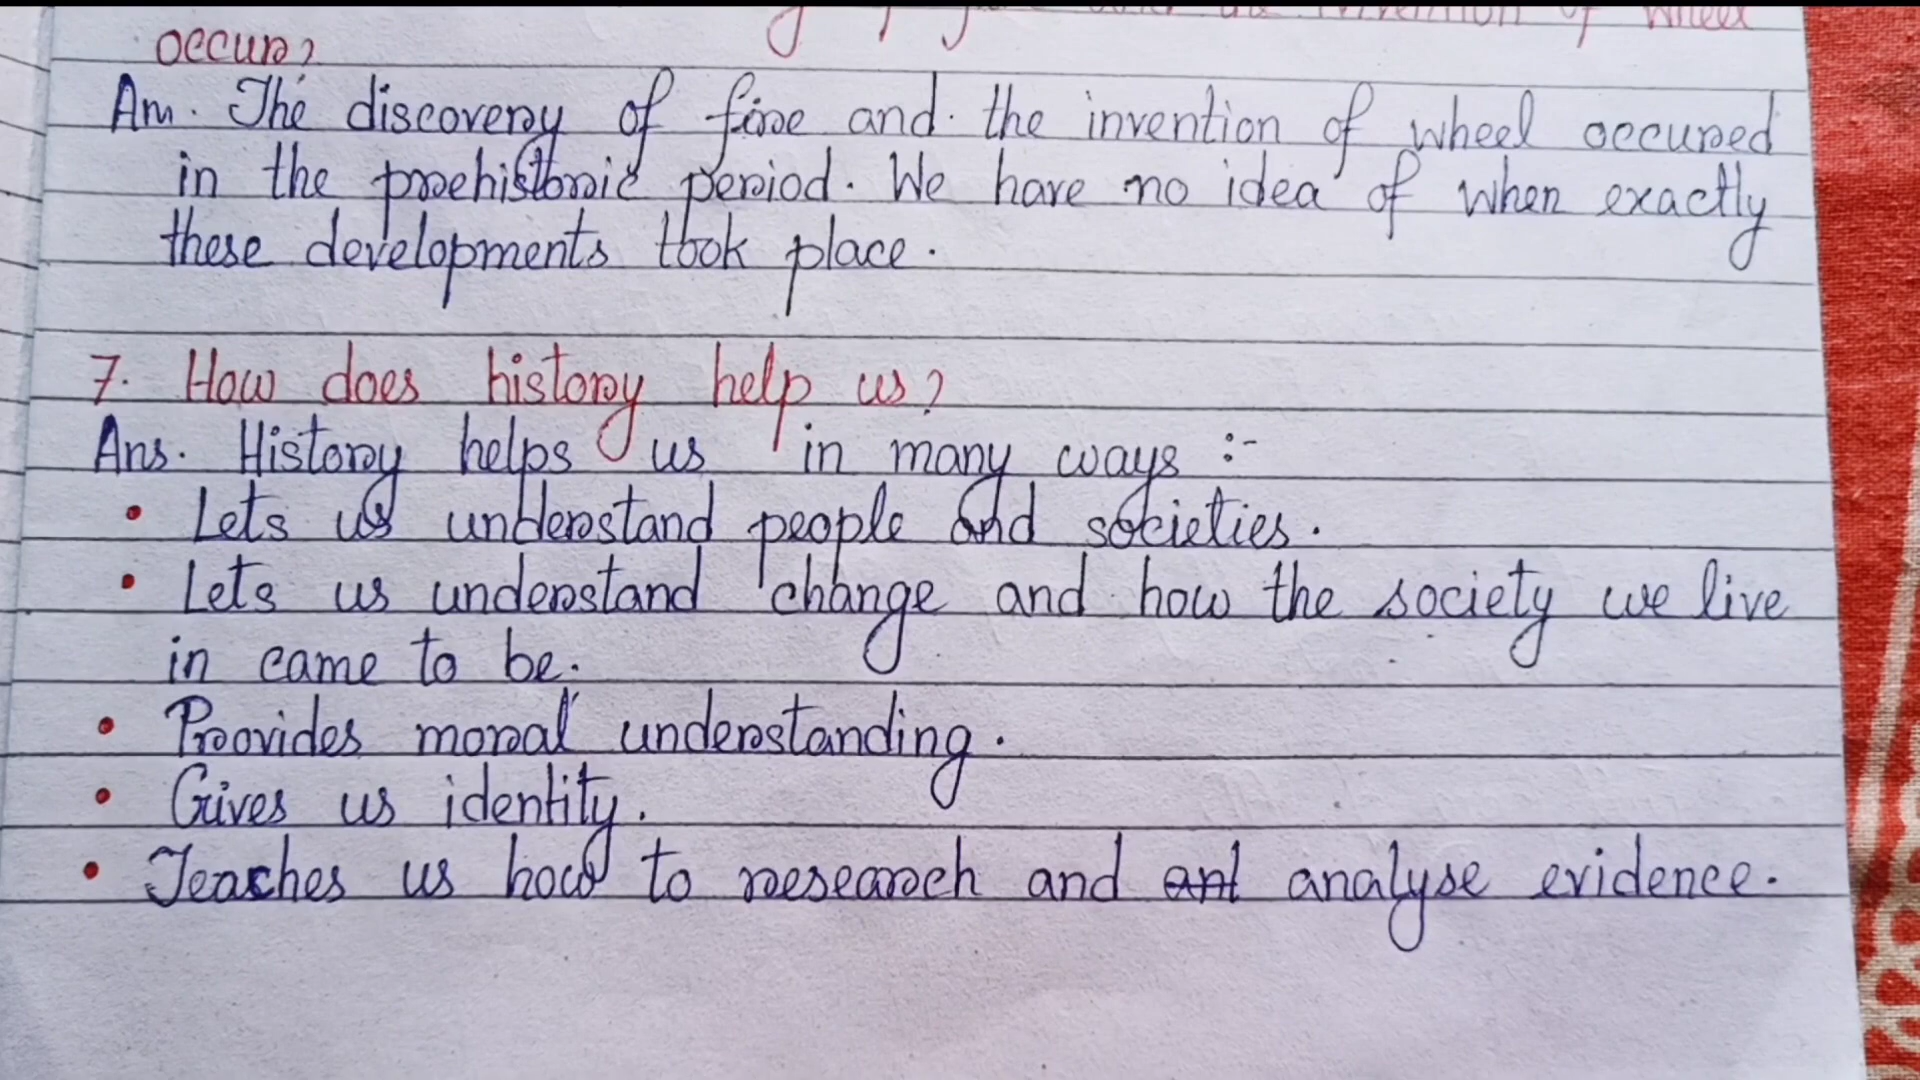 invention of wheel
occur?
Ans. The discovery of fire and the invention of wheel occured
in the prehistoric period. We have no idea of when exactly
these developments took place.
7. How does history help us?
Ans. History helps us in many ways :-
• Lets us understand people and societies.
• Lets us understand change and how the society we live
in came to be.
• Provides moral understanding.
• Gives us identity.
• Teaches us how to research and ant analyse evidence.